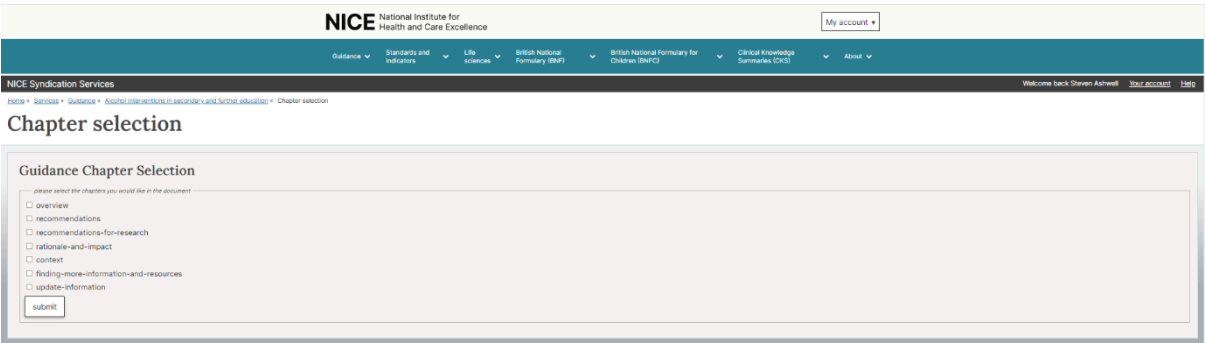 NICE National Institute for
Health and Care Excellence
My account ▾
Guidance
Standards and
indicators
Life
sciences
British National
Formulary (BNF)
British National Formulary for
Children (BNFC)
Clinical Knowledge
Summaries (CKS)
About
NICE Syndication Services
Welcome back Steven Ashwell Your account Help
Home › Services › Guidance › Alcohol interventions in secondary and further education › Chapter selection
Chapter selection
Guidance Chapter Selection
please select the chapters you would like in the document
overview
recommendations
recommendations-for-research
rationale-and-impact
context
finding-more-information-and-resources
update-information
submit